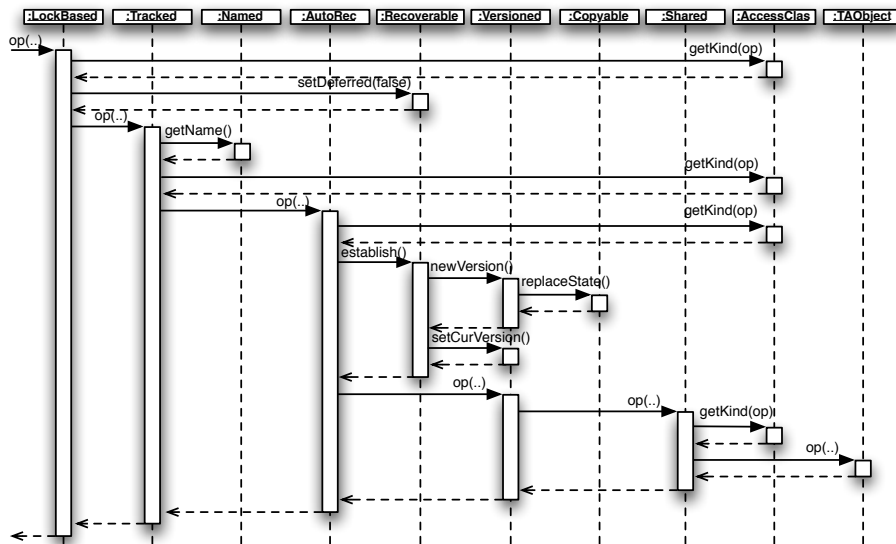 :LockBased :Tracked :Named :AutoRec :Recoverable :Versioned :Copyable :Shared :AccessClas :TAObject
op(..)
getKind(op)
setDeferred(false)
op(..)
getName()
getKind(op)
op(..)
getKind(op)
establish()
newVersion()
replaceState()
setCurVersion()
op(..)
op(..)
getKind(op)
op(..)